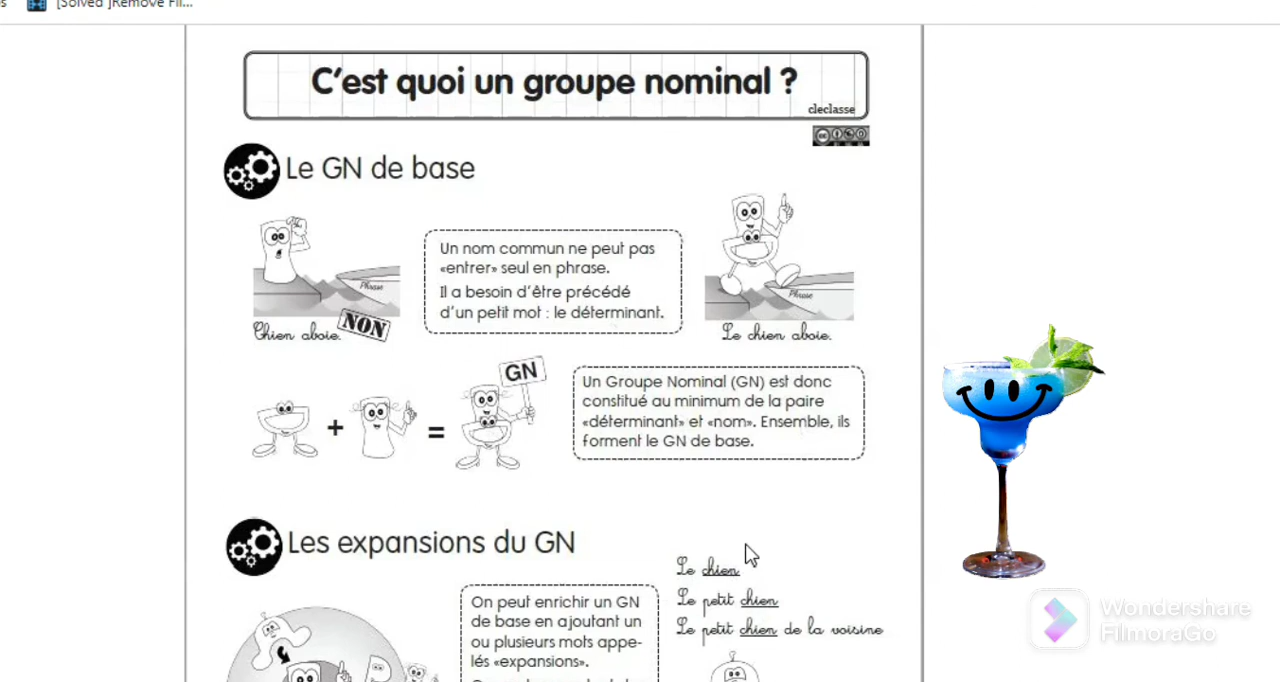 [Solved ]Remove Fil...
C'est quoi un groupe nominal ?
cleclasse
Le GN de base
Un nom commun ne peut pas
«entrer» seul en phrase.
Il a besoin d'être précédé
d'un petit mot : le déterminant.
Phrase
NON
Chien aboie.
Phrase
Le chien aboie.
GN
+
=
Un Groupe Nominal (GN) est donc
constitué au minimum de la paire
«déterminant» et «nom». Ensemble, ils
forment le GN de base.
Les expansions du GN
Le chien
Le petit chien
Le petit chien de la voisine
On peut enrichir un GN
de base en ajoutant un
ou plusieurs mots appe-
lés «expansions».
Wondershare
FilmoraGo